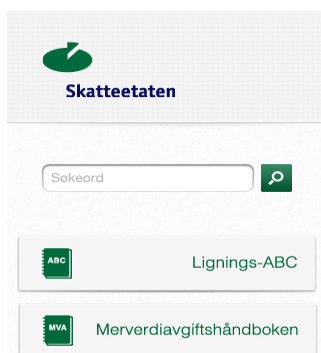 Skatteetaten
Søkeord
ABC
Lignings-ABC
MVA
Merverdiavgiftshåndboken